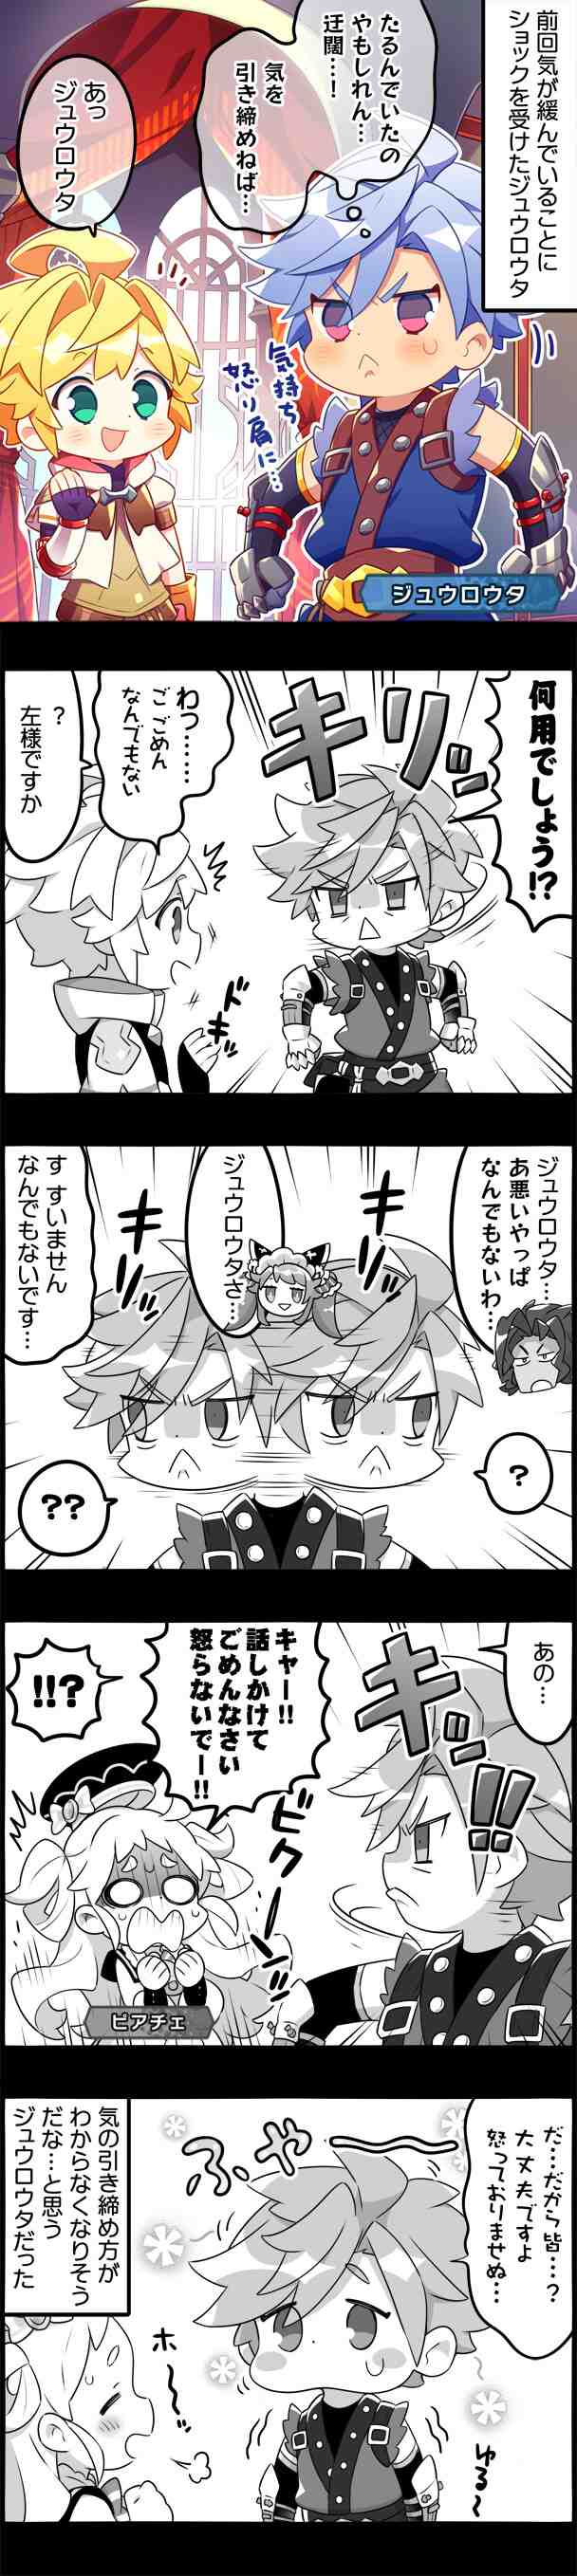 前回気が緩んでいることに
ショックを受けたジュウロウタ
たるんでいたの
やもしれん…
迂闊…！
気を
引き締めねば…
あっ
ジュウロウタ
気持ち
怒り肩に…
ジュウロウタ
何用でしょう!?
キリッ
わっ……
ご ごめん
なんでもない
ドキッ
？
左様ですか
ジュウロウタ…
あ悪いやっぱ
なんでもないわ…
キリッ
ジュウロウタさ…
キリッ
す すいません
なんでもないです…
？
？？
あの…
キッ!!
キャー!!
話しかけて
ごめんなさい
怒らないでー!!
ビクーン
!!?
ピアチェ
だ…だから皆…？
大丈夫ですよ
怒っておりませぬ…
ふや〜
ホ〜ッ
ゆる〜
気の引き締め方が
わからなくなりそう
だな…と思う
ジュウロウタだった